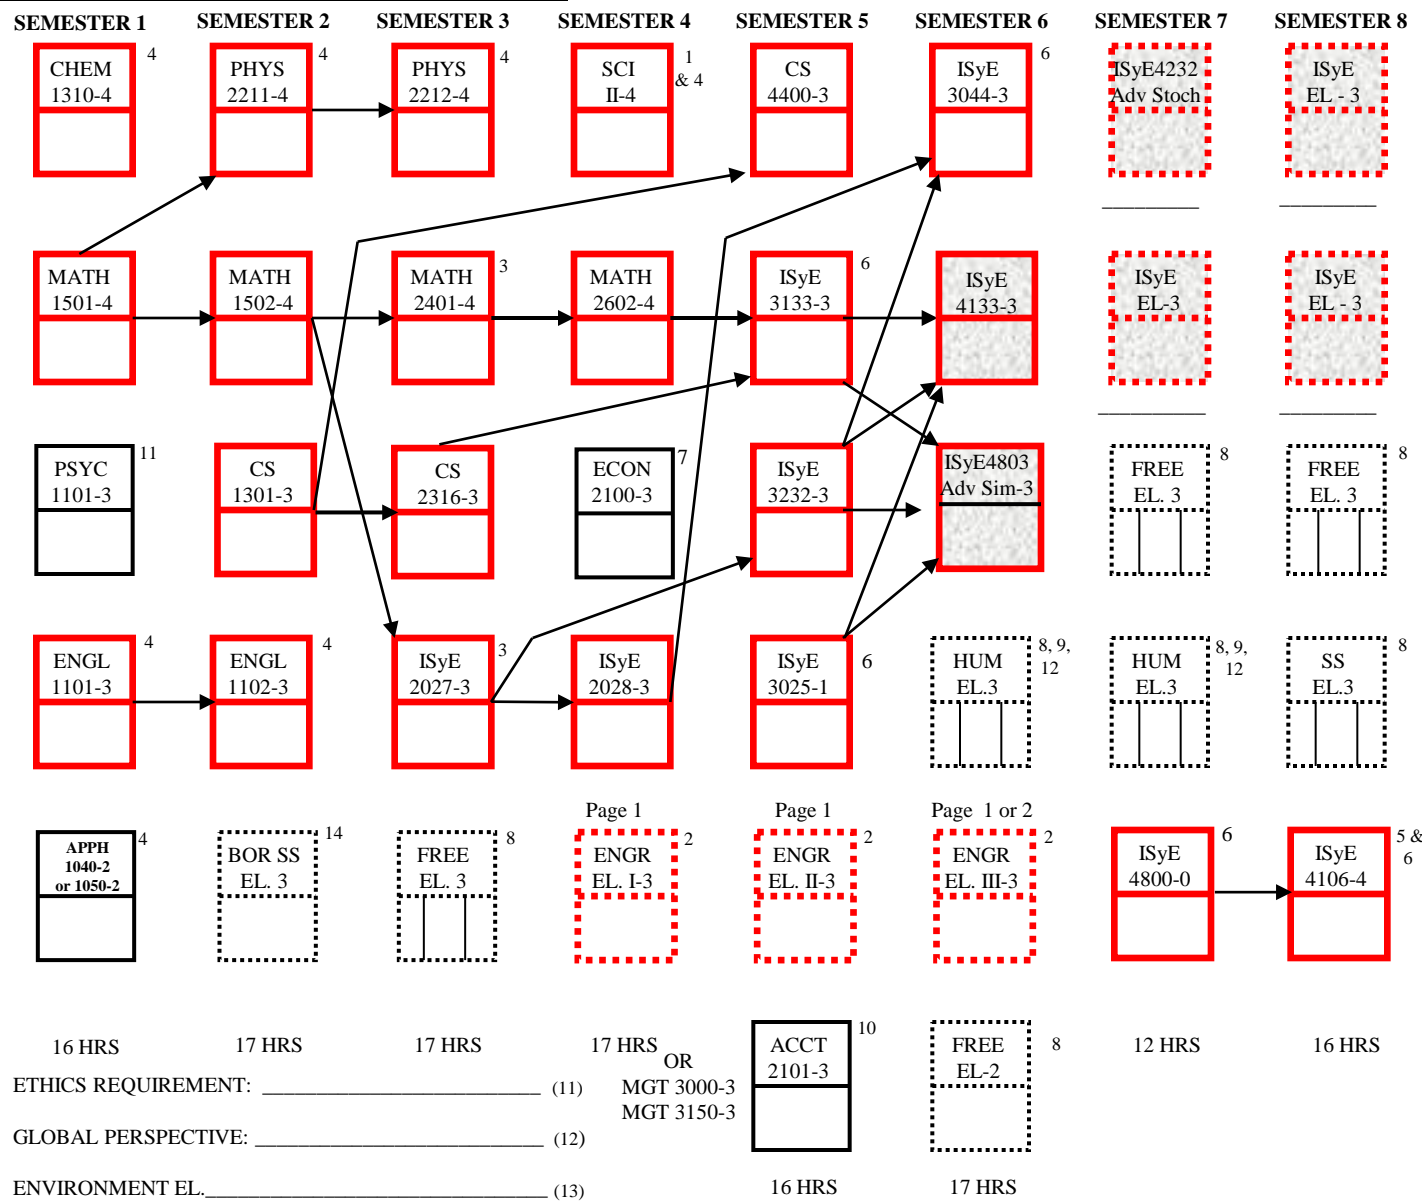 SEMESTER 1 SEMESTER 2 SEMESTER 3 SEMESTER 4 SEMESTER 5 SEMESTER 6 SEMESTER 7 SEMESTER 8
CHEM
1310-4
4
PHYS
2211-4
4
PHYS
2212-4
4
SCI
II-4
1
& 4
CS
4400-3
ISyE
3044-3
6
ISyE4232
Adv Stoch
ISyE
EL - 3
_________ _________
MATH
1501-4
MATH
1502-4
MATH
2401-4
3
MATH
2602-4
ISyE
3133-3
6
ISyE
4133-3
ISyE
EL-3
ISyE
EL - 3
__________ _________
PSYC
1101-3
11
CS
1301-3
CS
2316-3
ECON
2100-3
7
ISyE
3232-3
ISyE4803
Adv Sim-3
FREE
EL. 3
8
FREE
EL. 3
8
ENGL
1101-3
4
ENGL
1102-3
4
ISyE
2027-3
3
ISyE
2028-3
ISyE
3025-1
6
HUM
EL.3
8, 9,
12
HUM
EL.3
8, 9,
12
SS
EL.3
8
APPH
1040-2
or 1050-2
4
BOR SS
EL. 3
14
FREE
EL. 3
8
Page 1
ENGR
EL. I-3
2
Page 1
ENGR
EL. II-3
2
Page 1 or 2
ENGR
EL. III-3
2
ISyE
4800-0
6
ISyE
4106-4
5 &
6
16 HRS 17 HRS 17 HRS 17 HRS
OR
MGT 3000-3
MGT 3150-3
ACCT
2101-3
10
FREE
EL-2
8
12 HRS 16 HRS
ETHICS REQUIREMENT: __________________________ (11)
GLOBAL PERSPECTIVE: ___________________________ (12)
ENVIRONMENT EL.________________________________ (13)
16 HRS 17 HRS